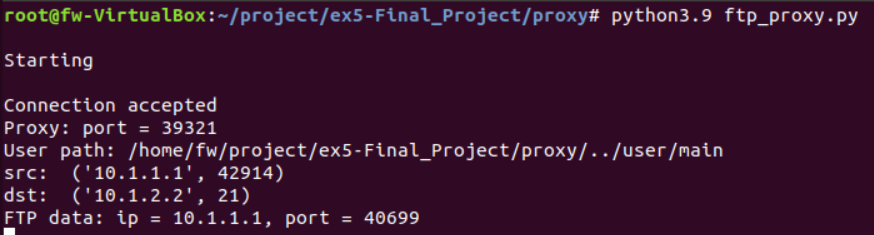 root@fw-VirtualBox:~/project/ex5-Final_Project/proxy# python3.9 ftp_proxy.py
Starting
Connection accepted
Proxy: port = 39321
User path: /home/fw/project/ex5-Final_Project/proxy/../user/main
src:  ('10.1.1.1', 42914)
dst:  ('10.1.2.2', 21)
FTP data: ip = 10.1.1.1, port = 40699